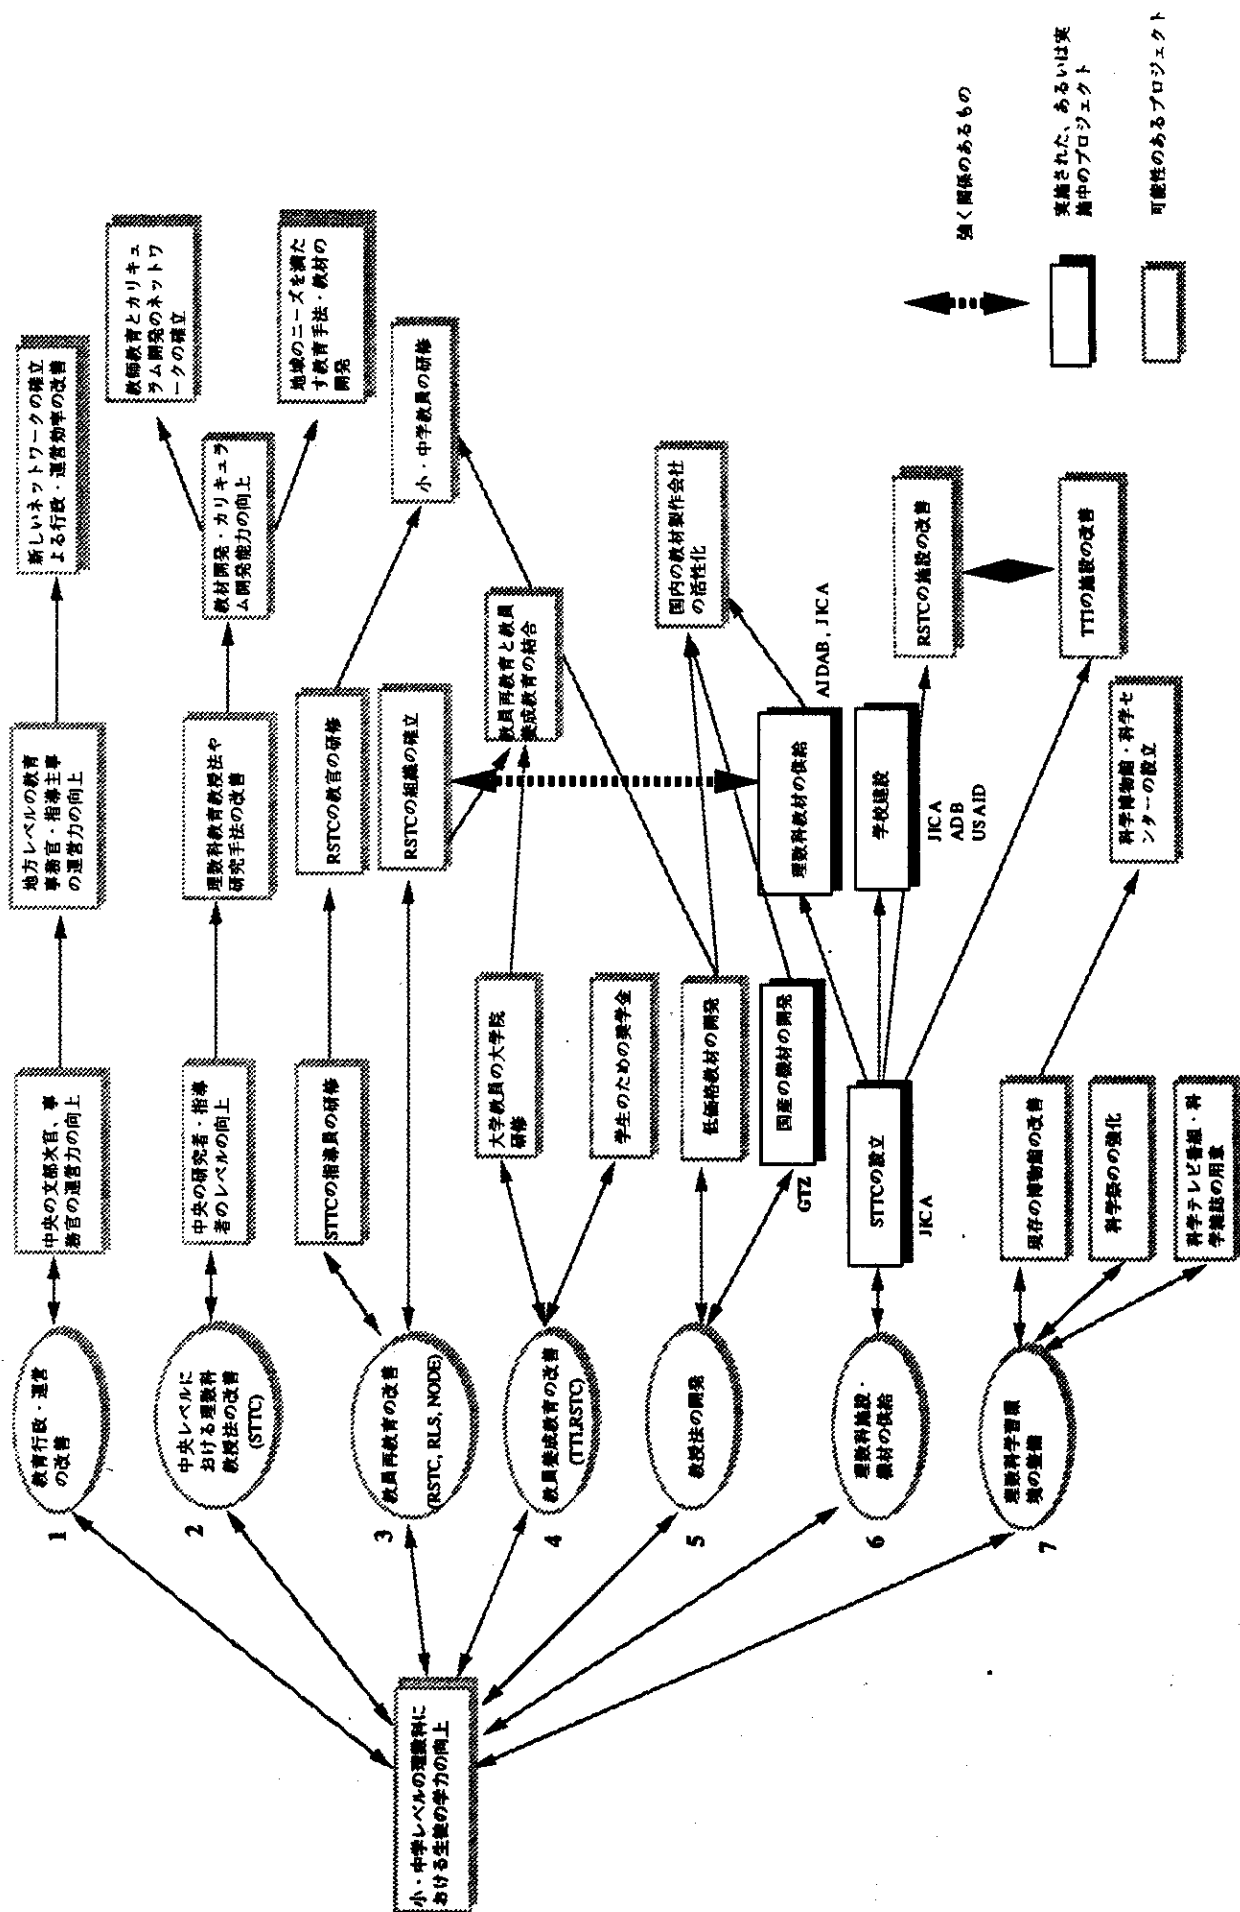 小・中学レベルの理数科に
おける生徒の学力の向上
1
教育行政・運営
の改善
2
中央レベルに
おける理数科
教授法の改善
(STTC)
3
教員再教育の改善
(RSTC, RLS, NODE)
4
教員養成教育の改善
(TTI,RSTC)
5
教授法の開発
6
理数科施設・
機材の供給
7
理数科学習環
境の整備
中央の文部次官、事
務官の運営力の向上
中央の研究者・指導
者のレベルの向上
STTCの指導員の研修
大学教員の大学院
研修
学生のための奨学金
低価格教材の開発
国産の機材の開発
GTZ
STTCの設立
JICA
現存の博物館の改善
科学祭のの強化
科学テレビ番組・科
学雑誌の用意
地方レベルの教育
事務官・指導主事
の運営力の向上
理数科教育教授法や
研究手法の改善
RSTCの教官の研修
RSTCの組織の確立
教員再教育と教員
養成教育の結合
理数科教材の供給
AIDAB, JICA
学校建設
JICA
ADB
USAID
科学博物館・科学セ
ンターの設立
新しいネットワークの確立
よる行政・運営効率の改善
教材開発・カリキュラ
ム開発能力の向上
教師教育とカリキュ
ラム開発のネットワ
ークの確立
地域のニーズを満た
す教育手法・教材の
開発
小・中学教員の研修
国内の教材製作会社
の活性化
RSTCの施設の改善
TTIの施設の改善
強く関係のあるもの
実施された、あるいは実
施中のプロジェクト
可能性のあるプロジェクト